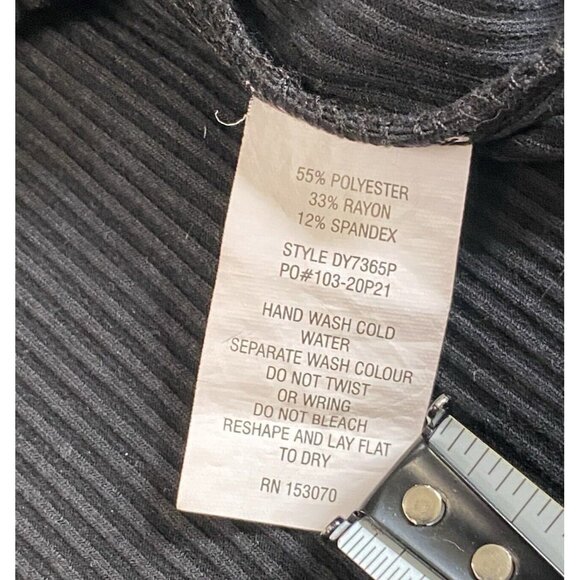 55% POLYESTER
33% RAYON
12% SPANDEX
STYLE DY7365P
PO#103-20P21
HAND WASH COLD
WATER
SEPARATE WASH COLOUR
DO NOT TWIST
OR WRING
DO NOT BLEACH
RESHAPE AND LAY FLAT
TO DRY
RN 153070